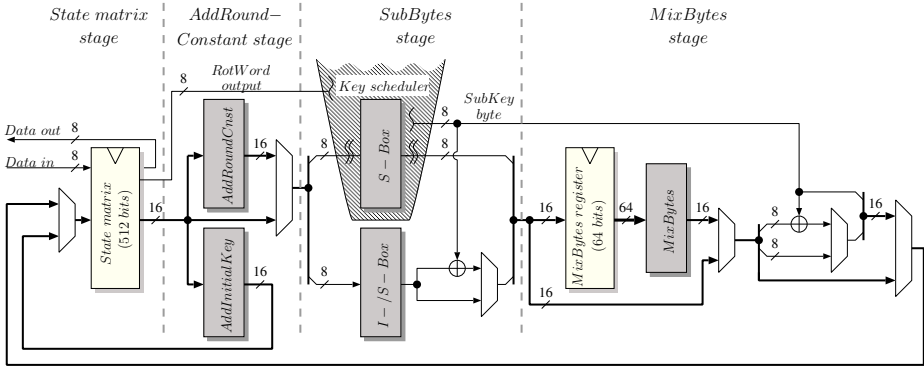 State matrix
stage
AddRound-
Constant stage
SubBytes
stage
MixBytes
stage
RotWord
output
8
Key scheduler
8
SubKey
byte
Data out
8
Data in
8
State matrix
(512 bits)
16
AddRoundCnst
16
AddInitialKey
16
8
S - Box
8
8
I - /S - Box
16
16
MixBytes register
(64 bits)
64
MixBytes
16
8
8
16